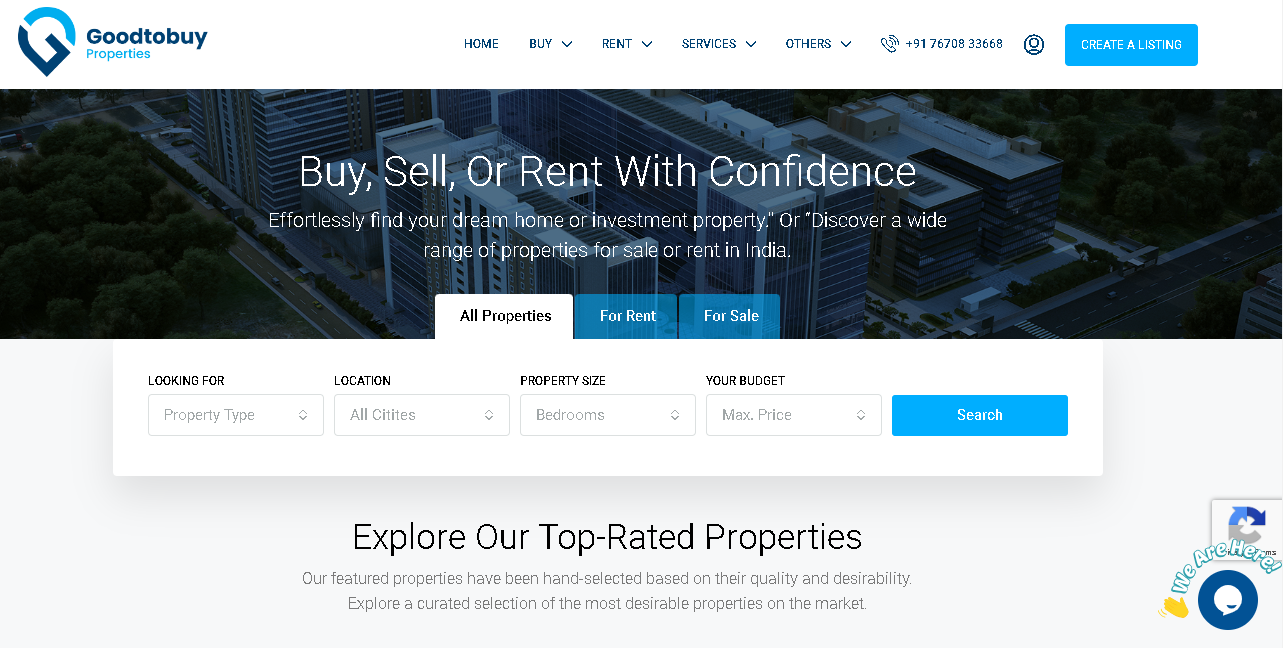 Goodtobuy
Properties
HOME
BUY
RENT
SERVICES
OTHERS
+91 76708 33668
CREATE A LISTING
Buy, Sell, Or Rent With Confidence
Effortlessly find your dream home or investment property." Or "Discover a wide
range of properties for sale or rent in India.
All Properties
For Rent
For Sale
LOOKING FOR
LOCATION
PROPERTY SIZE
YOUR BUDGET
Property Type
All Citites
Bedrooms
Max. Price
Search
Explore Our Top-Rated Properties
Our featured properties have been hand-selected based on their quality and desirability.
Explore a curated selection of the most desirable properties on the market.
We Are Here!